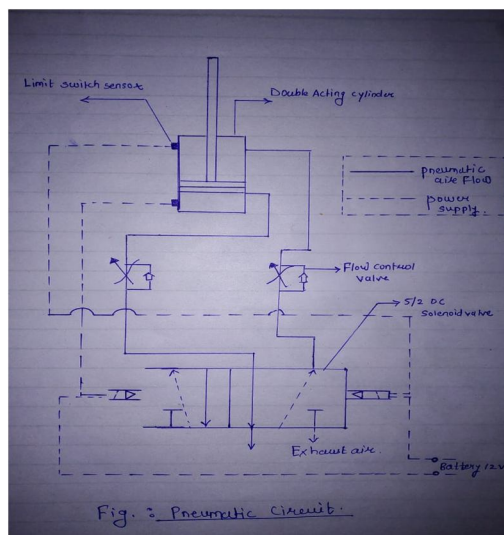 Limit switch sensor
Double Acting cylinder
pneumatic
air Flow
power
supply
Flow control
valve
5/2 DC
Solenoid valve
Exhaust air.
Battery 12 V
Fig. : Pneumatic Circuit.